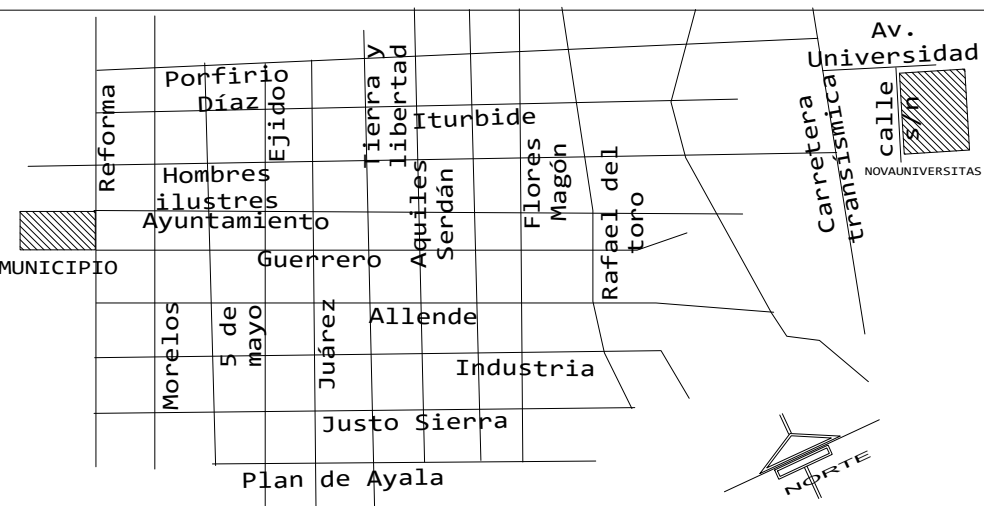 Av.
Universidad
Porfirio
Díaz
Reforma
Ejido
Tierra y
libertad
Iturbide
Carretera
transísmica
calle
s/n
NOVAUNIVERSITAS
Hombres
ilustres
Ayuntamiento
Aquiles
Serdán
Flores
Magón
Rafael del
toro
MUNICIPIO
Guerrero
Morelos
5 de
mayo
Juárez
Allende
Industria
Justo Sierra
Plan de Ayala
NORTE